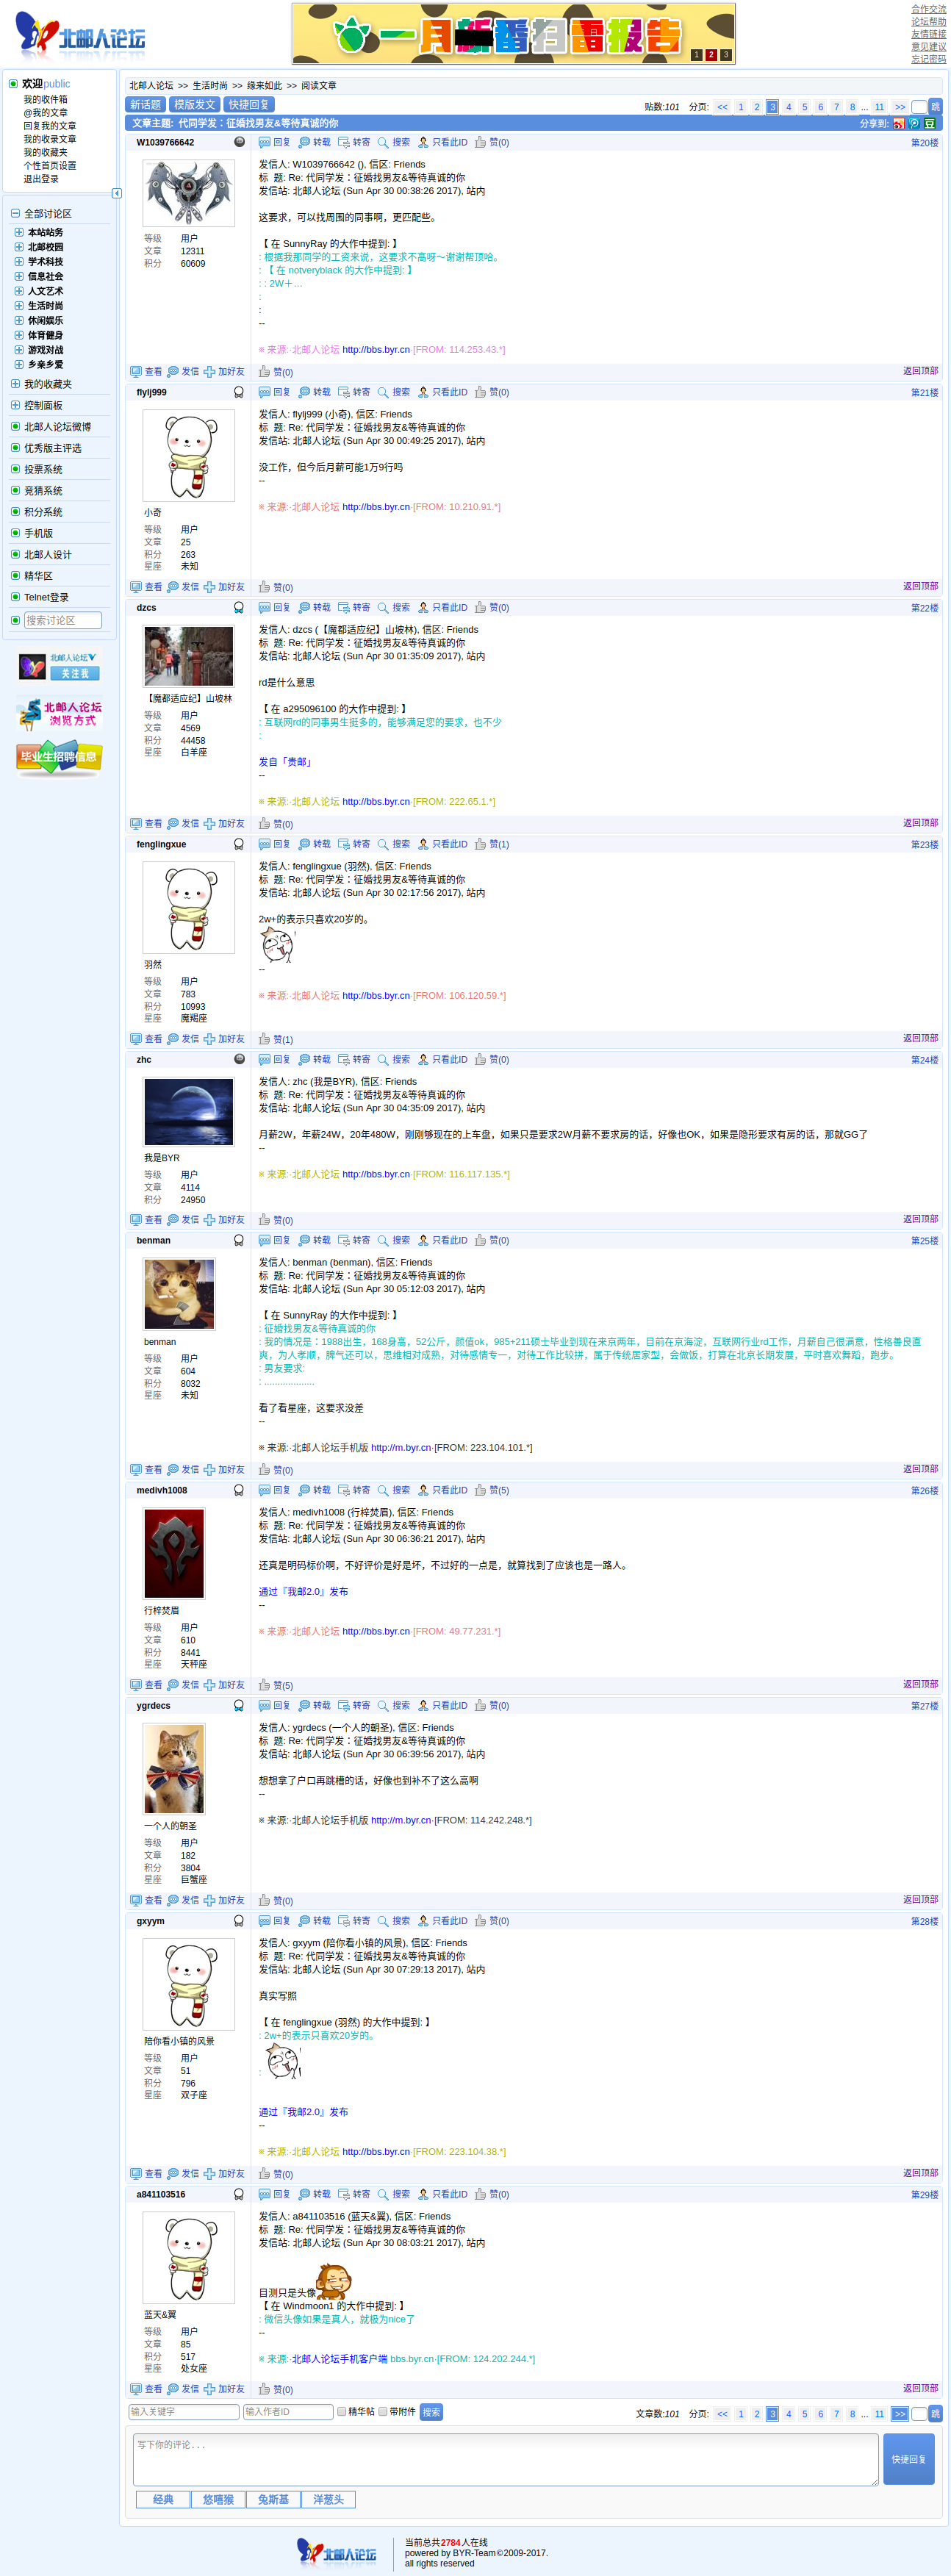 北邮人论坛
一月 番扫雷报告
1 2 3
合作交流
论坛帮助
友情链接
意见建议
忘记密码
欢迎public
我的收件箱
@我的文章
回复我的文章
我的收录文章
我的收藏夹
个性首页设置
退出登录
全部讨论区
本站站务
北邮校园
学术科技
信息社会
人文艺术
生活时尚
休闲娱乐
体育健身
游戏对战
乡亲乡爱
我的收藏夹
控制面板
北邮人论坛微博
优秀版主评选
投票系统
竞猜系统
积分系统
手机版
北邮人设计
精华区
Telnet登录
搜索讨论区
北邮人论坛
关注我
北邮人论坛
浏览方式
毕业生招聘信息
北邮人论坛 >> 生活时尚 >> 缘来如此 >> 阅读文章
新话题 模版发文 快捷回复
贴数:101 分页: << 1 2 3 4 5 6 7 8 ... 11 >> 跳
文章主题: 代同学发：征婚找男友&等待真诚的你
分享到: 豆
W1039766642 回复 转载 转寄 搜索 只看此ID 赞(0) 第20楼
等级 用户
文章 12311
积分 60609
发信人: W1039766642 (), 信区: Friends
标 题: Re: 代同学发：征婚找男友&等待真诚的你
发信站: 北邮人论坛 (Sun Apr 30 00:38:26 2017), 站内
这要求，可以找周围的同事啊，更匹配些。
【 在 SunnyRay 的大作中提到: 】
: 根据我那同学的工资来说，这要求不高呀～谢谢帮顶哈。
: 【 在 notveryblack 的大作中提到: 】
: : 2W＋…
:
:
--
※ 来源:·北邮人论坛 http://bbs.byr.cn·[FROM: 114.253.43.*]
查看 发信 加好友 赞(0) 返回顶部
flylj999 回复 转载 转寄 搜索 只看此ID 赞(0) 第21楼
小奇
等级 用户
文章 25
积分 263
星座 未知
发信人: flylj999 (小奇), 信区: Friends
标 题: Re: 代同学发：征婚找男友&等待真诚的你
发信站: 北邮人论坛 (Sun Apr 30 00:49:25 2017), 站内
没工作，但今后月薪可能1万9行吗
--
※ 来源:·北邮人论坛 http://bbs.byr.cn·[FROM: 10.210.91.*]
查看 发信 加好友 赞(0) 返回顶部
dzcs 回复 转载 转寄 搜索 只看此ID 赞(0) 第22楼
【魔都适应纪】山坡林
等级 用户
文章 4569
积分 44458
星座 白羊座
发信人: dzcs (【魔都适应纪】山坡林), 信区: Friends
标 题: Re: 代同学发：征婚找男友&等待真诚的你
发信站: 北邮人论坛 (Sun Apr 30 01:35:09 2017), 站内
rd是什么意思
【 在 a295096100 的大作中提到: 】
: 互联网rd的同事男生挺多的，能够满足您的要求，也不少
:
发自「贵邮」
--
※ 来源:·北邮人论坛 http://bbs.byr.cn·[FROM: 222.65.1.*]
查看 发信 加好友 赞(0) 返回顶部
fenglingxue 回复 转载 转寄 搜索 只看此ID 赞(1) 第23楼
羽然
等级 用户
文章 783
积分 10993
星座 魔羯座
发信人: fenglingxue (羽然), 信区: Friends
标 题: Re: 代同学发：征婚找男友&等待真诚的你
发信站: 北邮人论坛 (Sun Apr 30 02:17:56 2017), 站内
2w+的表示只喜欢20岁的。
--
※ 来源:·北邮人论坛 http://bbs.byr.cn·[FROM: 106.120.59.*]
查看 发信 加好友 赞(1) 返回顶部
zhc 回复 转载 转寄 搜索 只看此ID 赞(0) 第24楼
我是BYR
等级 用户
文章 4114
积分 24950
发信人: zhc (我是BYR), 信区: Friends
标 题: Re: 代同学发：征婚找男友&等待真诚的你
发信站: 北邮人论坛 (Sun Apr 30 04:35:09 2017), 站内
月薪2W，年薪24W，20年480W，刚刚够现在的上车盘，如果只是要求2W月薪不要求房的话，好像也OK，如果是隐形要求有房的话，那就GG了
--
※ 来源:·北邮人论坛 http://bbs.byr.cn·[FROM: 116.117.135.*]
查看 发信 加好友 赞(0) 返回顶部
benman 回复 转载 转寄 搜索 只看此ID 赞(0) 第25楼
benman
等级 用户
文章 604
积分 8032
星座 未知
发信人: benman (benman), 信区: Friends
标 题: Re: 代同学发：征婚找男友&等待真诚的你
发信站: 北邮人论坛 (Sun Apr 30 05:12:03 2017), 站内
【 在 SunnyRay 的大作中提到: 】
: 征婚找男友&等待真诚的你
: 我的情况是：1988出生，168身高，52公斤，颜值ok，985+211硕士毕业到现在来京两年，目前在京海淀，互联网行业rd工作，月薪自己很满意，性格善良直爽，为人孝顺，脾气还可以，思维相对成熟，对待感情专一，对待工作比较拼，属于传统居家型，会做饭，打算在北京长期发展，平时喜欢舞蹈，跑步。
: 男友要求:
: ...................
看了看星座，这要求没差
--
※ 来源:·北邮人论坛手机版 http://m.byr.cn·[FROM: 223.104.101.*]
查看 发信 加好友 赞(0) 返回顶部
medivh1008 回复 转载 转寄 搜索 只看此ID 赞(5) 第26楼
行梓焚眉
等级 用户
文章 610
积分 8441
星座 天秤座
发信人: medivh1008 (行梓焚眉), 信区: Friends
标 题: Re: 代同学发：征婚找男友&等待真诚的你
发信站: 北邮人论坛 (Sun Apr 30 06:36:21 2017), 站内
还真是明码标价啊，不好评价是好是坏，不过好的一点是，就算找到了应该也是一路人。
通过『我邮2.0』发布
--
※ 来源:·北邮人论坛 http://bbs.byr.cn·[FROM: 49.77.231.*]
查看 发信 加好友 赞(5) 返回顶部
ygrdecs 回复 转载 转寄 搜索 只看此ID 赞(0) 第27楼
一个人的朝圣
等级 用户
文章 182
积分 3804
星座 巨蟹座
发信人: ygrdecs (一个人的朝圣), 信区: Friends
标 题: Re: 代同学发：征婚找男友&等待真诚的你
发信站: 北邮人论坛 (Sun Apr 30 06:39:56 2017), 站内
想想拿了户口再跳槽的话，好像也到补不了这么高啊
--
※ 来源:·北邮人论坛手机版 http://m.byr.cn·[FROM: 114.242.248.*]
查看 发信 加好友 赞(0) 返回顶部
gxyym 回复 转载 转寄 搜索 只看此ID 赞(0) 第28楼
陪你看小镇的风景
等级 用户
文章 51
积分 796
星座 双子座
发信人: gxyym (陪你看小镇的风景), 信区: Friends
标 题: Re: 代同学发：征婚找男友&等待真诚的你
发信站: 北邮人论坛 (Sun Apr 30 07:29:13 2017), 站内
真实写照
【 在 fenglingxue (羽然) 的大作中提到: 】
: 2w+的表示只喜欢20岁的。
:
通过『我邮2.0』发布
--
※ 来源:·北邮人论坛 http://bbs.byr.cn·[FROM: 223.104.38.*]
查看 发信 加好友 赞(0) 返回顶部
a841103516 回复 转载 转寄 搜索 只看此ID 赞(0) 第29楼
蓝天&翼
等级 用户
文章 85
积分 517
星座 处女座
发信人: a841103516 (蓝天&翼), 信区: Friends
标 题: Re: 代同学发：征婚找男友&等待真诚的你
发信站: 北邮人论坛 (Sun Apr 30 08:03:21 2017), 站内
目测只是头像
【 在 Windmoon1 的大作中提到: 】
: 微信头像如果是真人，就极为nice了
--
※ 来源:·北邮人论坛手机客户端 bbs.byr.cn·[FROM: 124.202.244.*]
查看 发信 加好友 赞(0) 返回顶部
输入关键字 输入作者ID 精华帖 带附件 搜索
文章数:101 分页: << 1 2 3 4 5 6 7 8 ... 11 >> 跳
写下你的评论...
快捷回复
经典 悠嘻猴 兔斯基 洋葱头
北邮人论坛
当前总共2784人在线
powered by BYR-Team©2009-2017.
all rights reserved